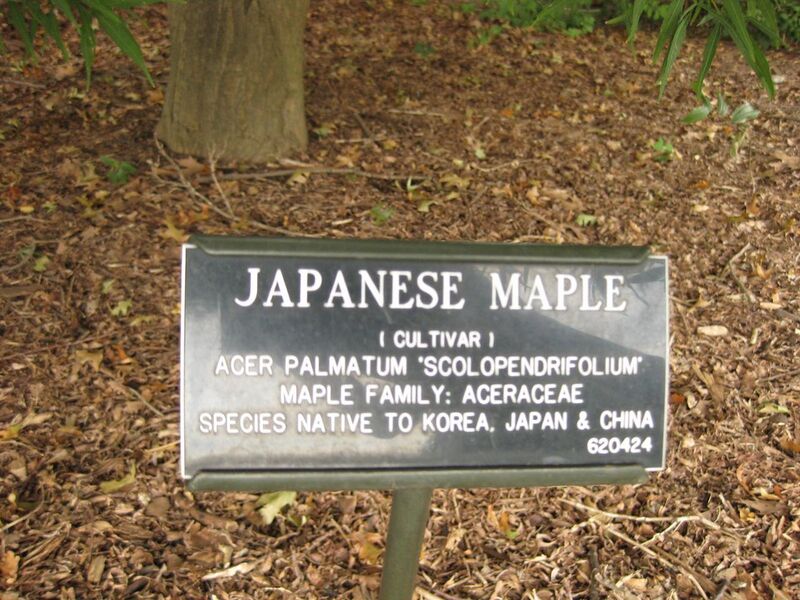 JAPANESE MAPLE
( CULTIVAR )
ACER PALMATUM "SCOLOPENDRIFOLIUM"
MAPLE FAMILY: ACERACEAE
SPECIES NATIVE TO KOREA, JAPAN & CHINA
620424